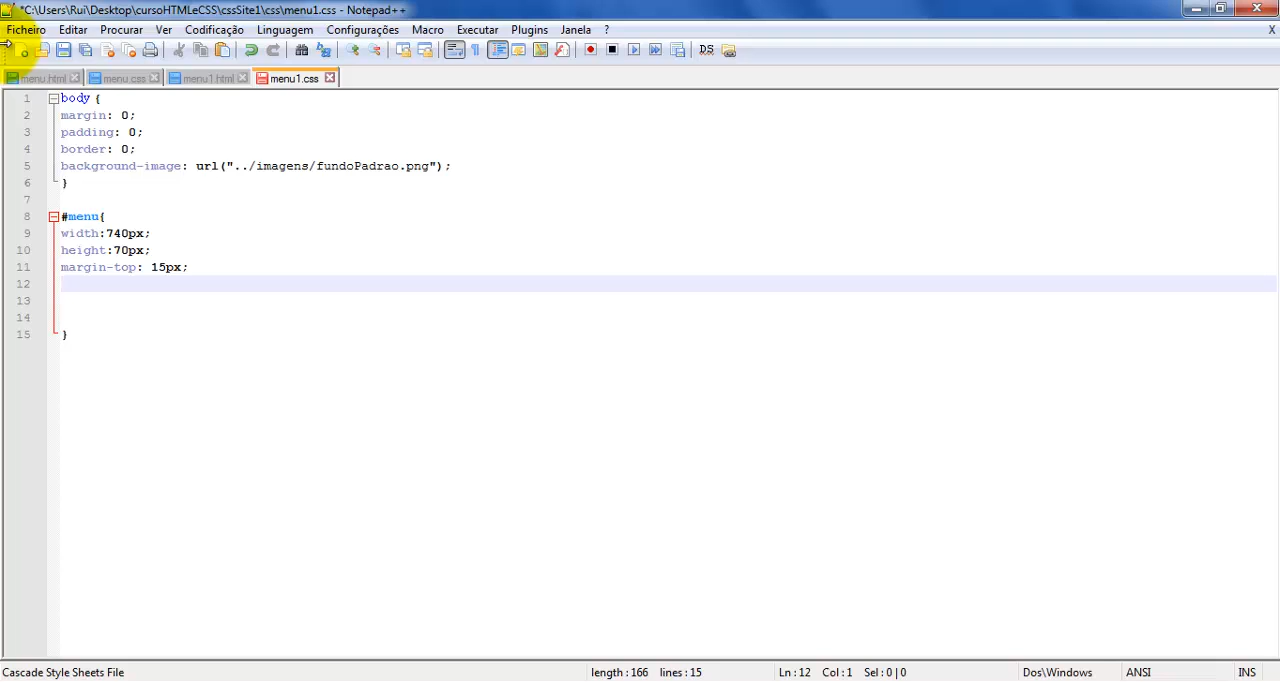 *C:\Users\Rui\Desktop\cursoHTMLeCSS\cssSite1\css\menu1.css - Notepad++
Ficheiro Editar Procurar Ver Codificação Linguagem Configurações Macro Executar Plugins Janela ? X
menu.html menu.css menu1.html menu1.css
1 body {
2 margin: 0;
3 padding: 0;
4 border: 0;
5 background-image: url("../imagens/fundoPadrao.png");
6 }
7
8 #menu{
9 width:740px;
10 height:70px;
11 margin-top: 15px;
12
13
14
15 }
Cascade Style Sheets File length : 166 lines : 15 Ln : 12 Col : 1 Sel : 0 | 0 Dos\Windows ANSI INS